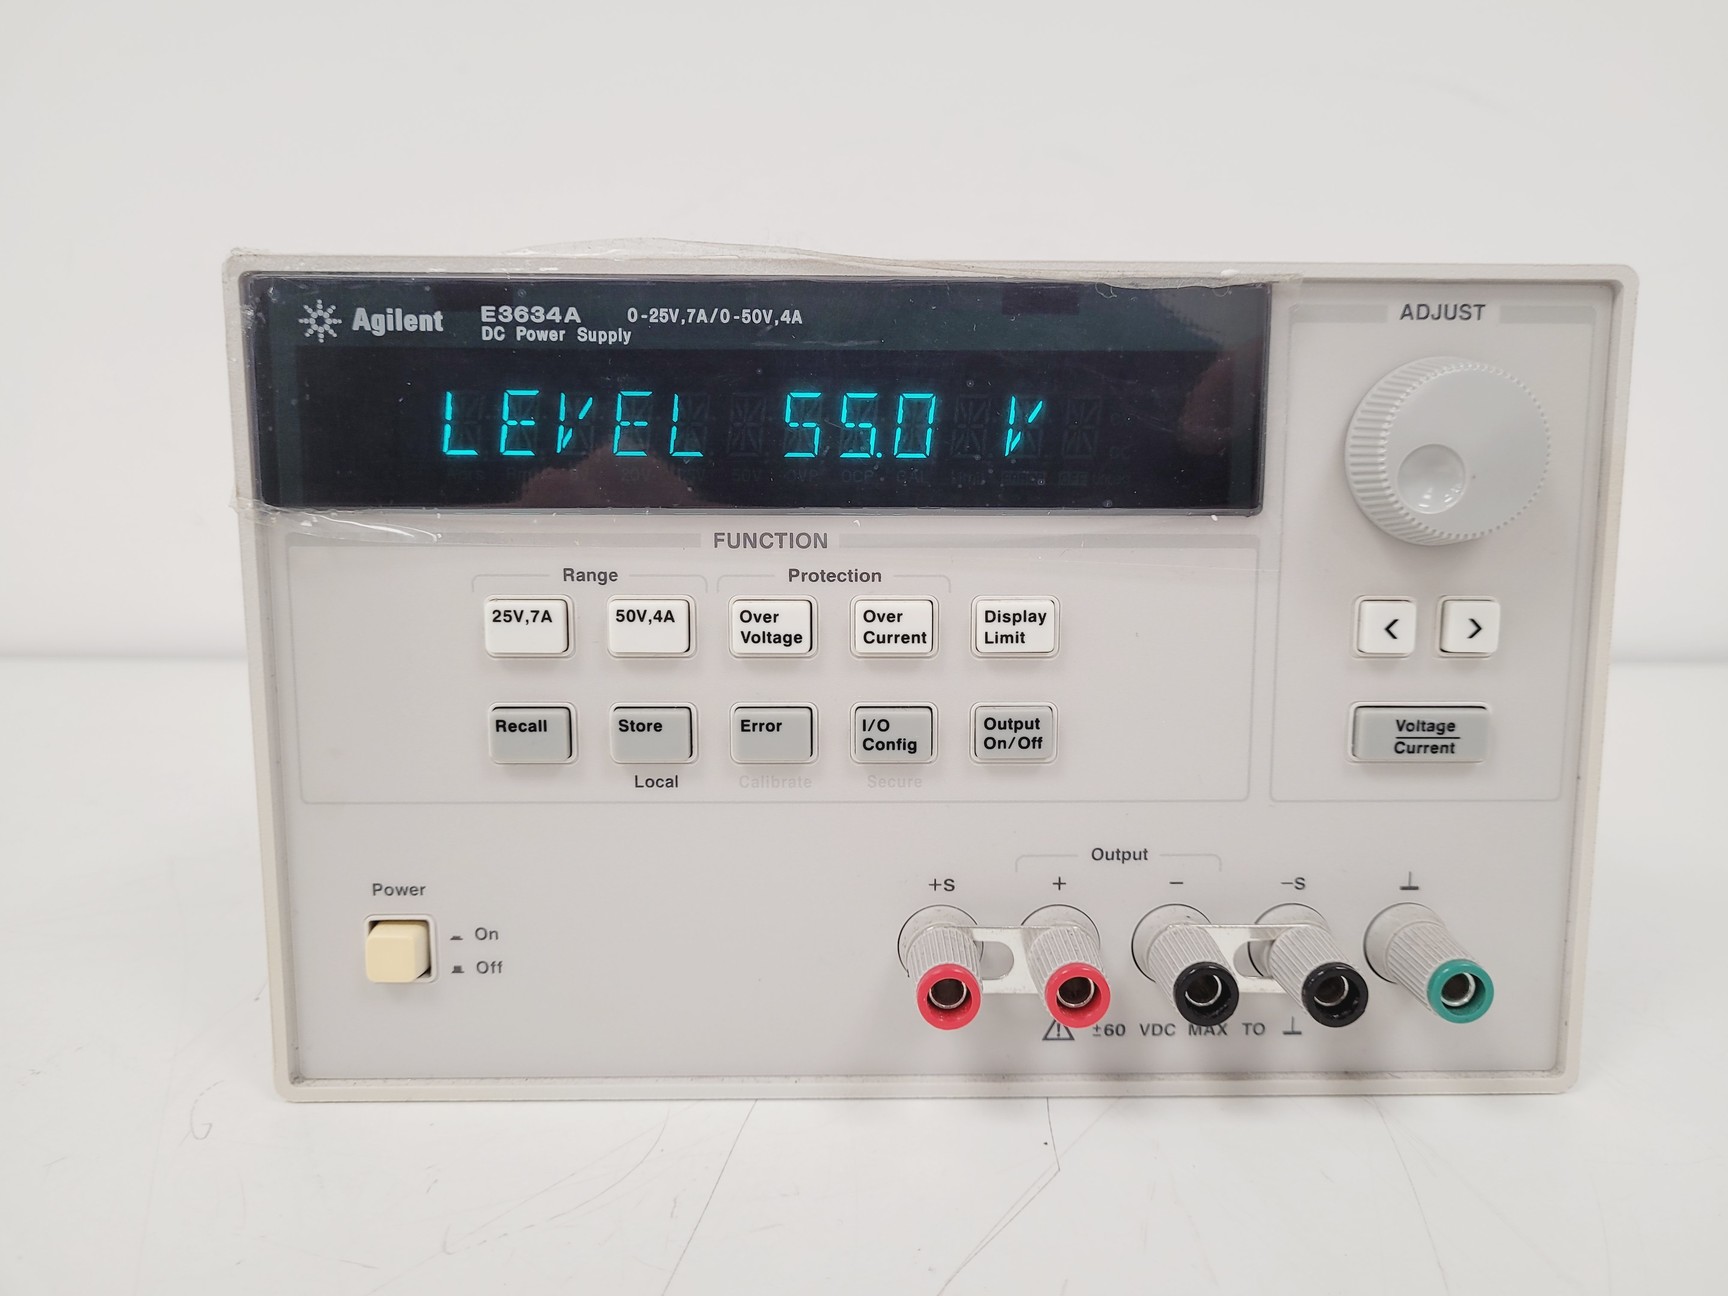 Agilent E3634A 0-25V,7A/0-50V,4A
DC Power Supply
LEVEL 55.0 V
ADJUST
FUNCTION
Range
Protection
25V,7A
50V,4A
Over
Voltage
Over
Current
Display
Limit
<
>
Recall
Store
Error
I/O
Config
Output
On/Off
Voltage
Current
Local
Calibrate
Secure
Power
On
Off
Output
+S
+
−
−S
⊥
⚠ ±60 VDC MAX TO ⊥